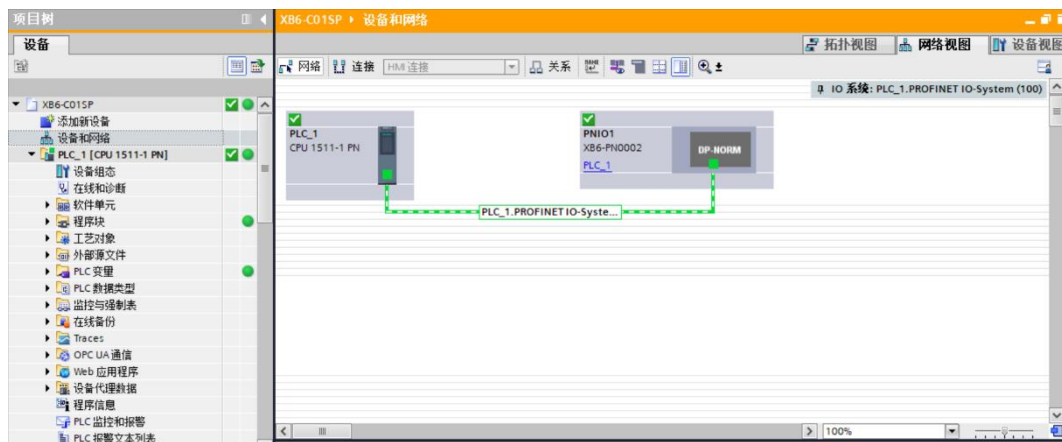 项目树
XB6-C01SP ▸ 设备和网络
设备
拓扑视图
网络视图
设备视图
网络
连接
HMI 连接
关系
IO 系统: PLC_1.PROFINET IO-System (100)
XB6-C01SP
添加新设备
设备和网络
PLC_1 [CPU 1511-1 PN]
设备组态
在线和诊断
软件单元
程序块
工艺对象
外部源文件
PLC 变量
PLC 数据类型
监控与强制表
在线备份
Traces
OPC UA 通信
Web 应用程序
设备代理数据
程序信息
PLC 监控和报警
PLC 报警文本列表
PLC_1
CPU 1511-1 PN
PNIO1
XB6-PN0002
PLC_1
DP-NORM
PLC_1.PROFINET IO-Syste...
100%